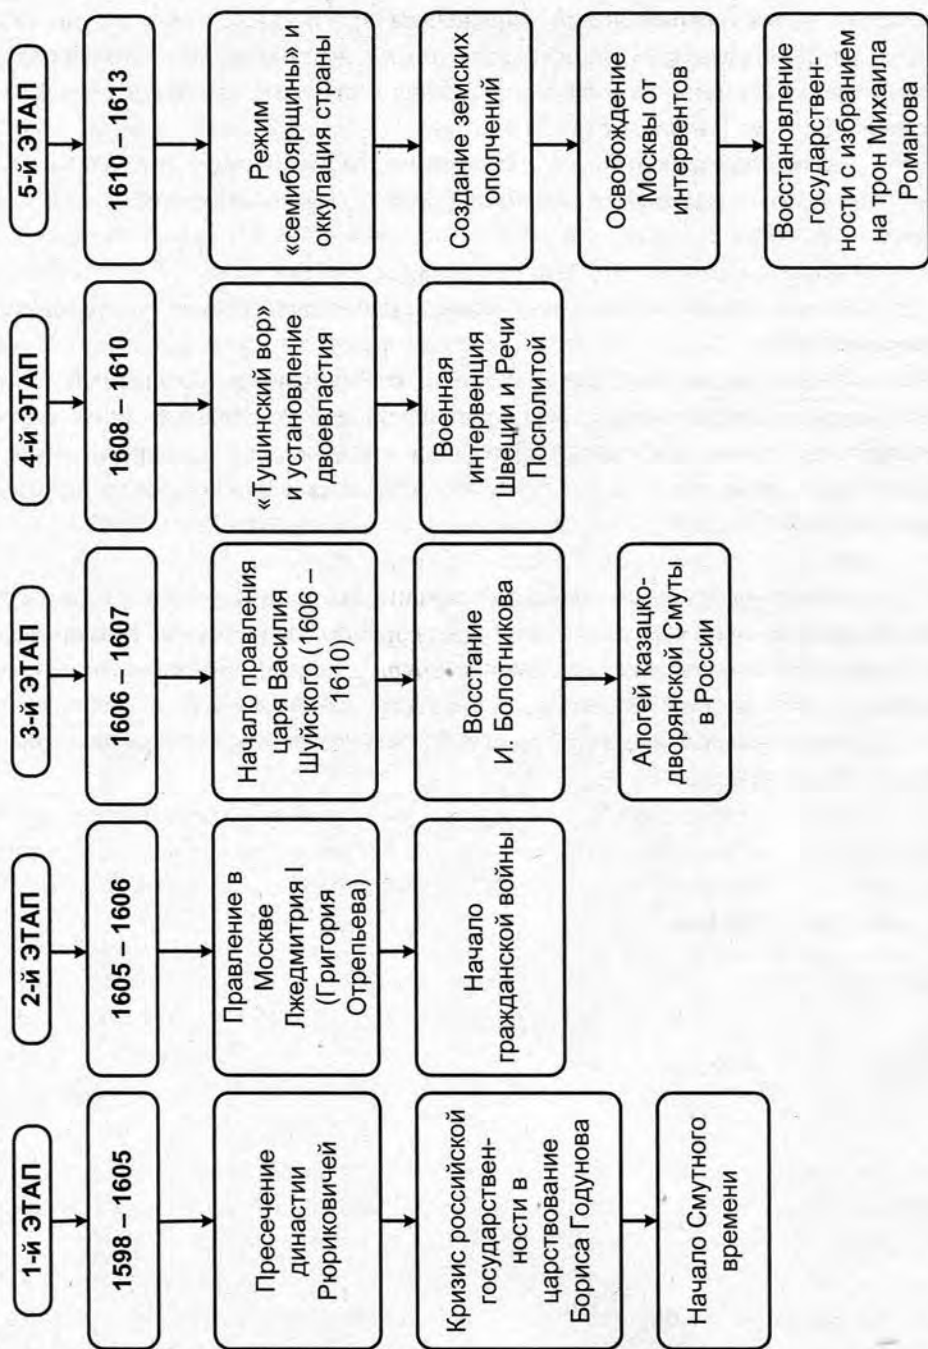 1-й ЭТАП
1598 – 1605
Пресечение
династии
Рюриковичей
Кризис российской
государствен-
ности в
царствование
Бориса Годунова
Начало Смутного
времени
2-й ЭТАП
1605 – 1606
Правление в
Москве
Лжедмитрия I
(Григория
Отрепьева)
Начало
гражданской войны
3-й ЭТАП
1606 – 1607
Начало правления
царя Василия
Шуйского (1606 –
1610))
Восстание
И. Болотникова
Апогей казацко-
дворянской Смуты
в России
4-й ЭТАП
1608 – 1610
«Тушинский вор»
и установление
двоевластия
Военная
интервенция
Швеции и Речи
Посполитой
5-й ЭТАП
1610 – 1613
Режим
«семибоярщины» и
оккупация страны
Создание земских
ополчений
Освобождение
Москвы от
интервентов
Восстановление
государствен-
ности с избранием
на трон Михаила
Романова